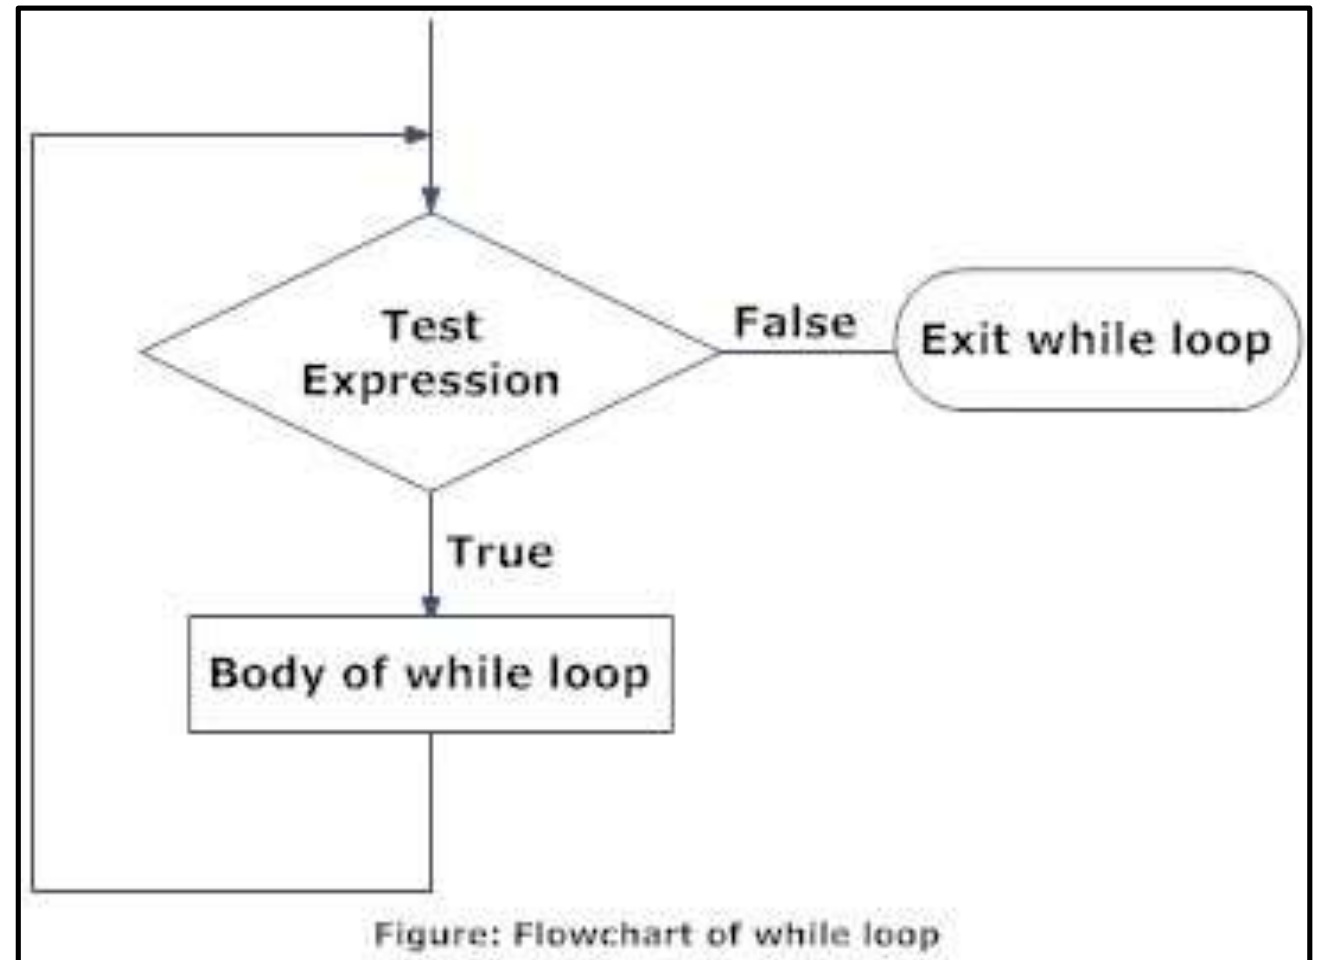 Test
Expression
False
Exit while loop
True
Body of while loop
Figure: Flowchart of while loop